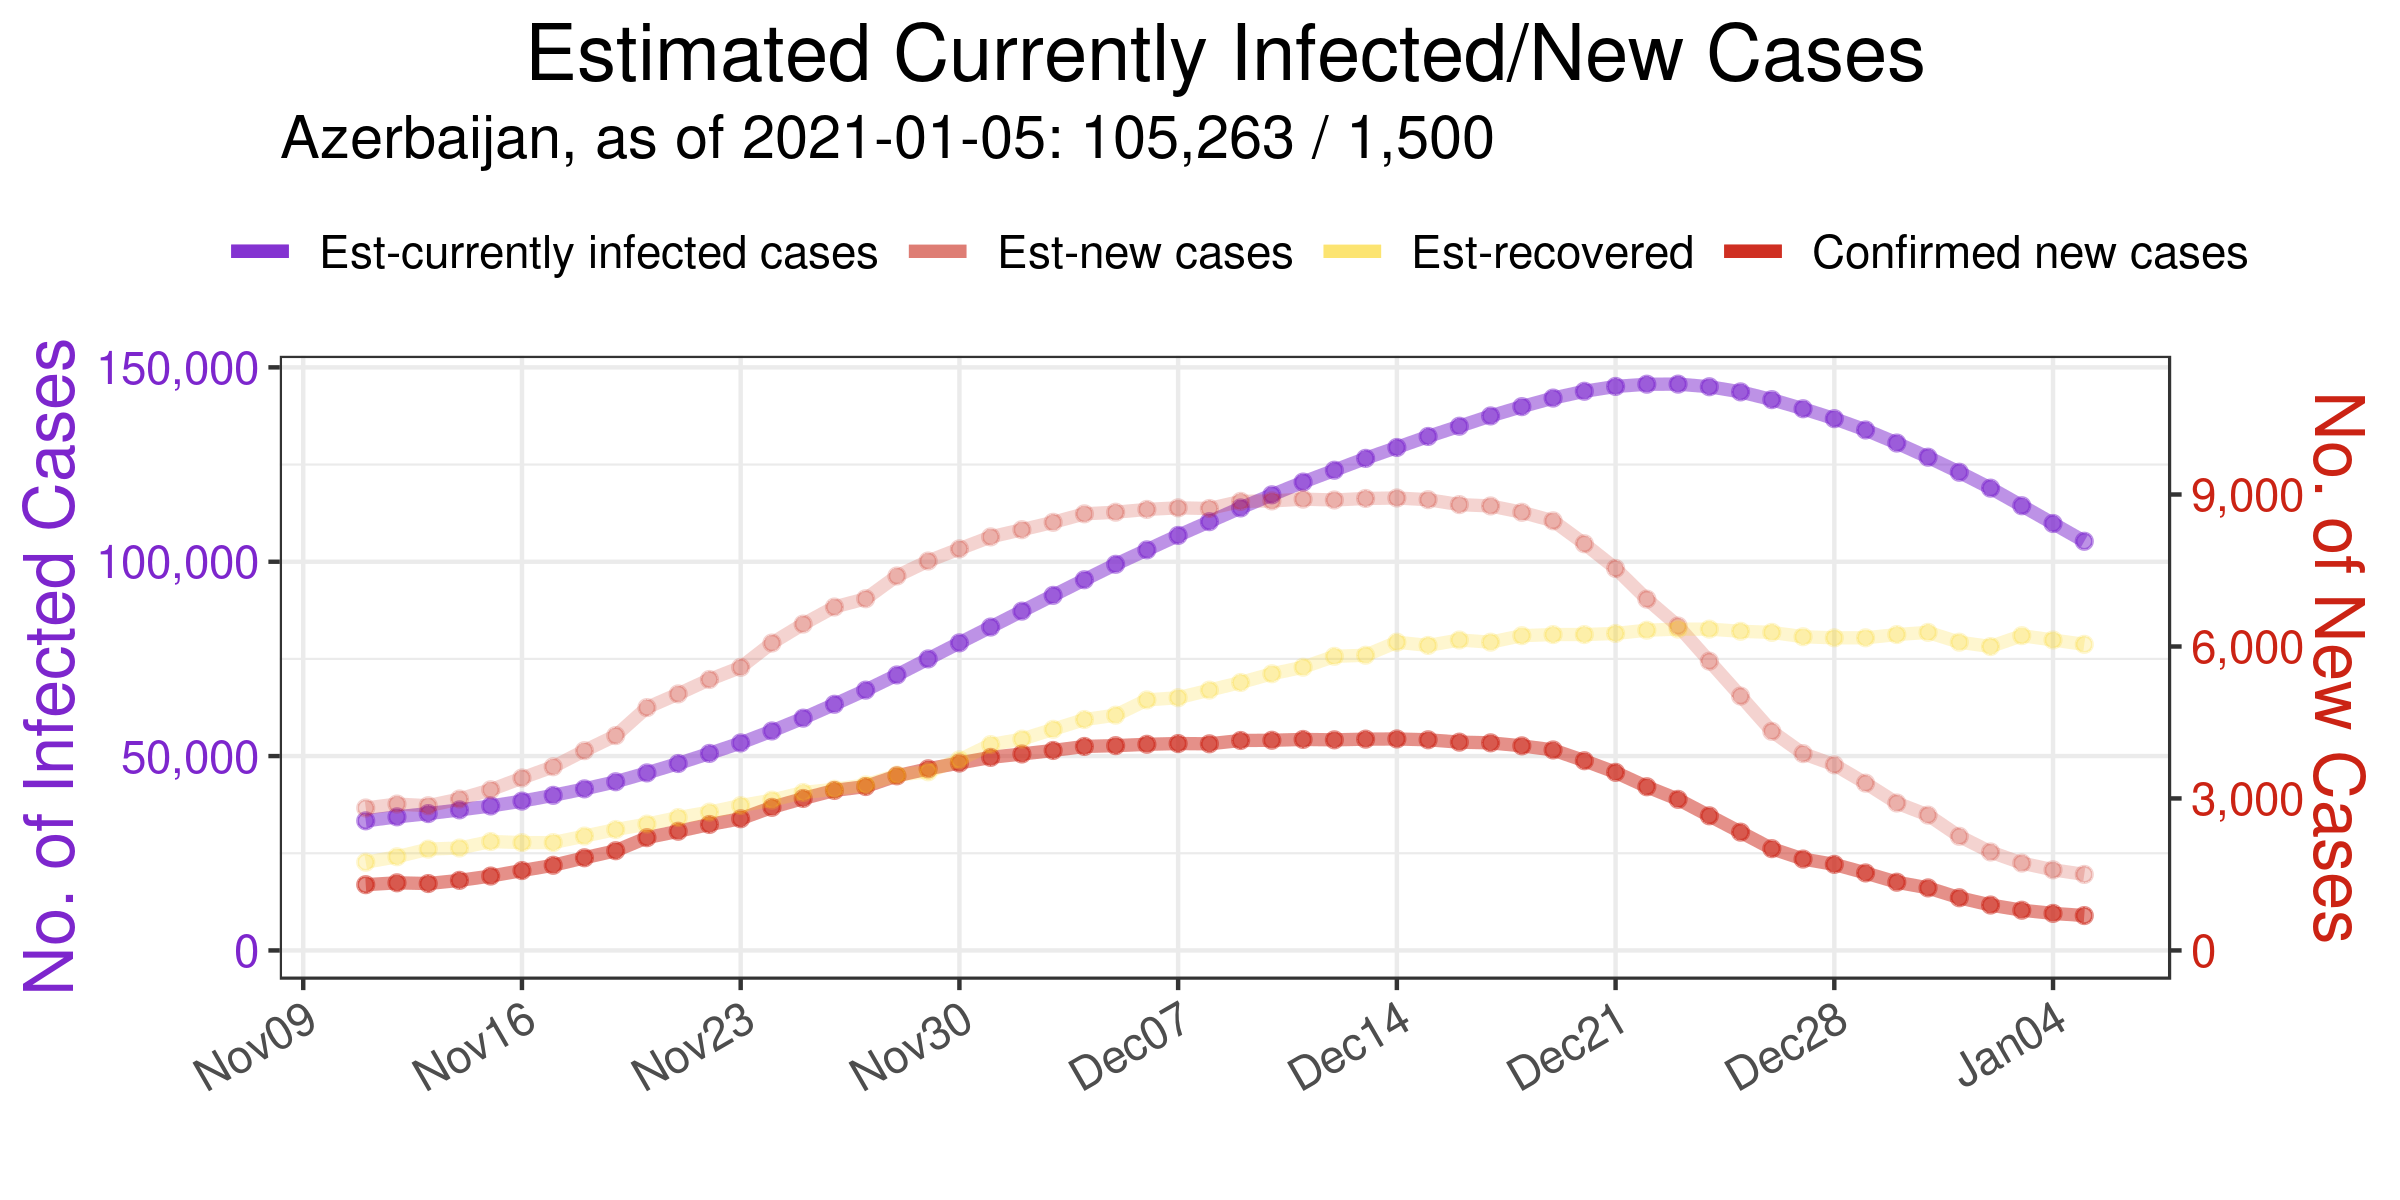 Estimated Currently Infected/New Cases
Azerbaijan, as of 2021-01-05: 105,263 / 1,500
Est-currently infected cases Est-new cases Est-recovered Confirmed new cases
No. of Infected Cases
150,000
100,000
50,000
0
9,000
6,000
3,000
0
No. of New Cases
Nov09 Nov16 Nov23 Nov30 Dec07 Dec14 Dec21 Dec28 Jan04